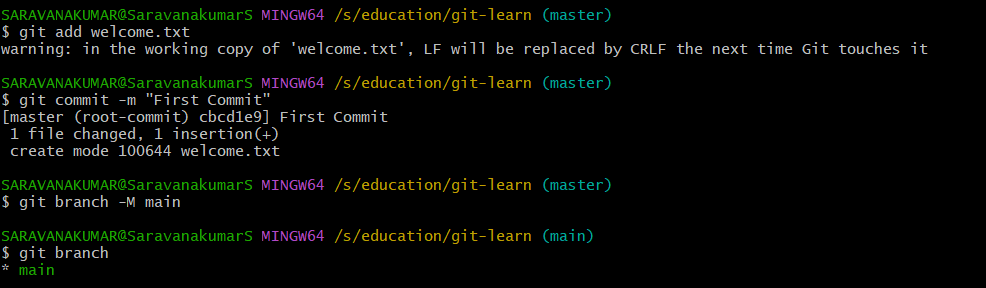 SARAVANAKUMAR@SaravanakumarS MINGW64 /s/education/git-learn (master)
$ git add welcome.txt
warning: in the working copy of 'welcome.txt', LF will be replaced by CRLF the next time Git touches it
SARAVANAKUMAR@SaravanakumarS MINGW64 /s/education/git-learn (master)
$ git commit -m "First Commit"
[master (root-commit) cbcd1e9] First Commit
 1 file changed, 1 insertion(+)
 create mode 100644 welcome.txt
SARAVANAKUMAR@SaravanakumarS MINGW64 /s/education/git-learn (master)
$ git branch -M main
SARAVANAKUMAR@SaravanakumarS MINGW64 /s/education/git-learn (main)
$ git branch
* main